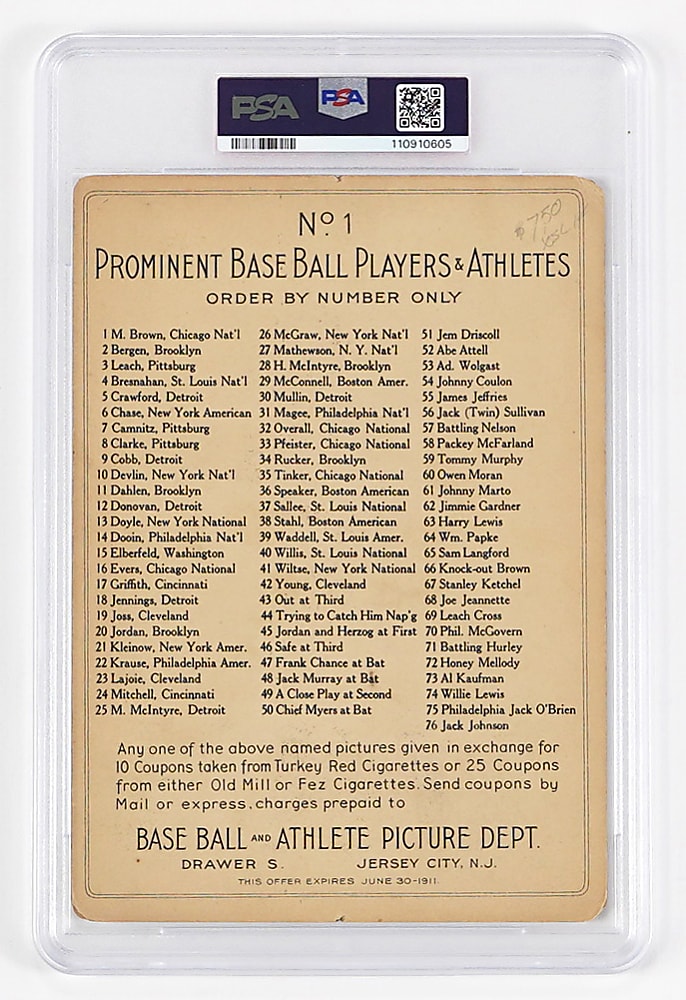 PSA PSA
110910605
No. 1
$750
PROMINENT BASE BALL PLAYERS & ATHLETES
ORDER BY NUMBER ONLY
1 M. Brown, Chicago Nat'l
2 Bergen, Brooklyn
3 Leach, Pittsburg
4 Bresnahan, St. Louis Nat'l
5 Crawford, Detroit
6 Chase, New York American
7 Camnitz, Pittsburg
8 Clarke, Pittsburg
9 Cobb, Detroit
10 Devlin, New York Nat'l
11 Dahlen, Brooklyn
12 Donovan, Detroit
13 Doyle, New York National
14 Dooin, Philadelphia Nat'l
15 Elberfeld, Washington
16 Evers, Chicago National
17 Griffith, Cincinnati
18 Jennings, Detroit
19 Joss, Cleveland
20 Jordan, Brooklyn
21 Kleinow, New York Amer.
22 Krause, Philadelphia Amer.
23 Lajoie, Cleveland
24 Mitchell, Cincinnati
25 M. McIntyre, Detroit
26 McGraw, New York Nat'l
27 Mathewson, N. Y. Nat'l
28 H. McIntyre, Brooklyn
29 McConnell, Boston Amer.
30 Mullin, Detroit
31 Magee, Philadelphia Nat'l
32 Overall, Chicago National
33 Pfeister, Chicago National
34 Rucker, Brooklyn
35 Tinker, Chicago National
36 Speaker, Boston American
37 Sallee, St. Louis National
38 Stahl, Boston American
39 Waddell, St. Louis Amer.
40 Willis, St. Louis National
41 Wiltse, New York National
42 Young, Cleveland
43 Out at Third
44 Trying to Catch Him Nap'g
45 Jordan and Herzog at First
46 Safe at Third
47 Frank Chance at Bat
48 Jack Murray at Bat
49 A Close Play at Second
50 Chief Myers at Bat
51 Jem Driscoll
52 Abe Attell
53 Ad. Wolgast
54 Johnny Coulon
55 James Jeffries
56 Jack (Twin) Sullivan
57 Battling Nelson
58 Packey McFarland
59 Tommy Murphy
60 Owen Moran
61 Johnny Marto
62 Jimmie Gardner
63 Harry Lewis
64 Wm. Papke
65 Sam Langford
66 Knock-out Brown
67 Stanley Ketchel
68 Joe Jeannette
69 Leach Cross
70 Phil. McGovern
71 Battling Hurley
72 Honey Mellody
73 Al Kaufman
74 Willie Lewis
75 Philadelphia Jack O'Brien
76 Jack Johnson
Any one of the above named pictures given in exchange for
10 Coupons taken from Turkey Red Cigarettes or 25 Coupons
from either Old Mill or Fez Cigarettes. Send coupons by
Mail or express, charges prepaid to
BASE BALL AND ATHLETE PICTURE DEPT.
DRAWER S. JERSEY CITY, N.J.
THIS OFFER EXPIRES JUNE 30-1911.